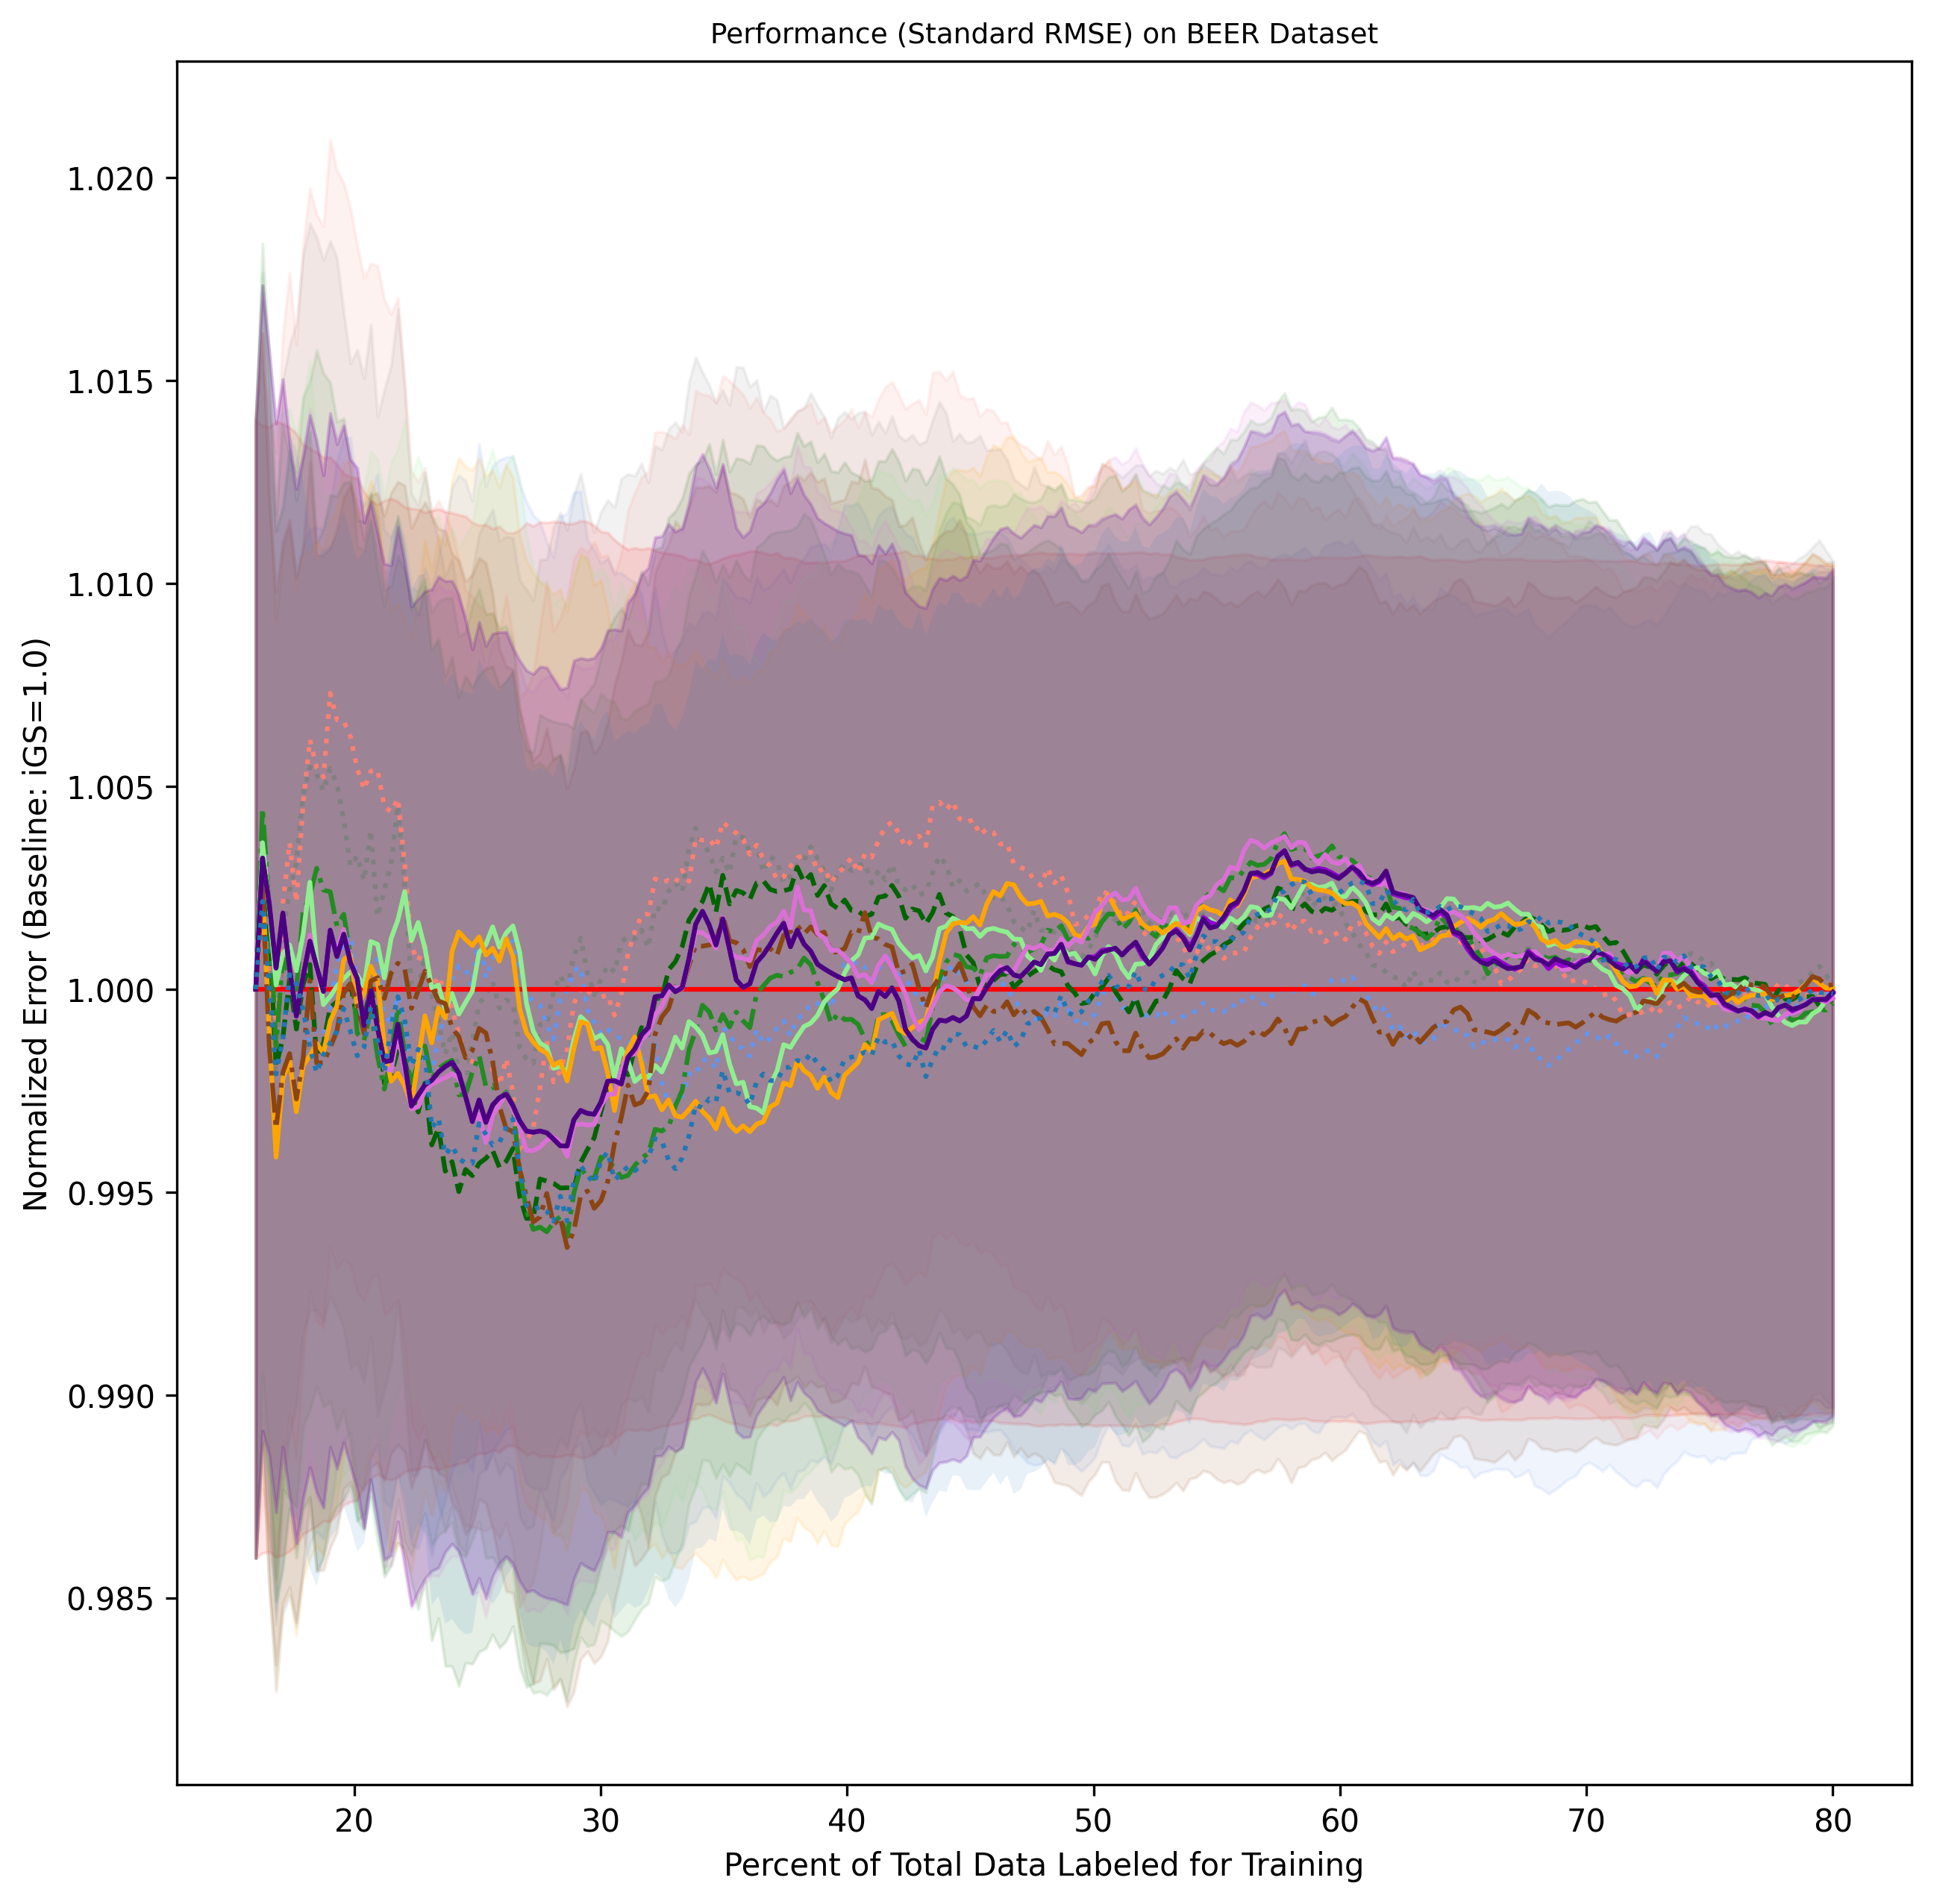 Performance (Standard RMSE) on BEER Dataset
Normalized Error (Baseline: iGS=1.0)
1.020
1.015
1.010
1.005
1.000
0.995
0.990
0.985
20 30 40 50 60 70 80
Percent of Total Data Labeled for Training